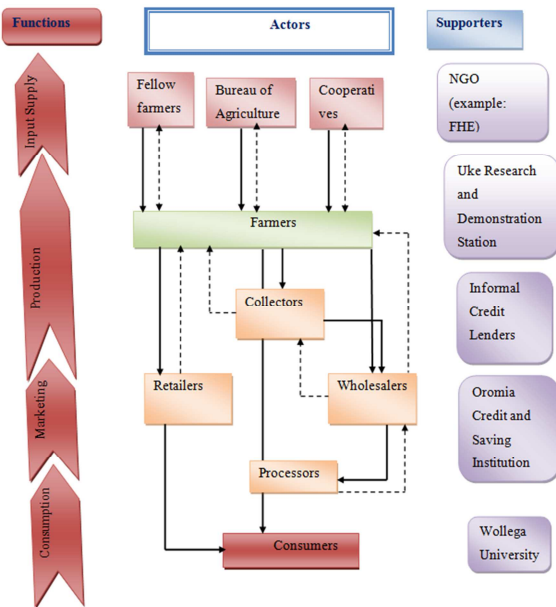 Functions
Actors
Supporters
Input Supply
Production
Marketing
Consumption
Fellow
farmers
Bureau of
Agriculture
Cooperati
ves
Farmers
Collectors
Retailers
Wholesalers
Processors
Consumers
NGO
(example:
FHE)
Uke Research
and
Demonstration
Station
Informal
Credit
Lenders
Oromia
Credit and
Saving
Institution
Wollega
University